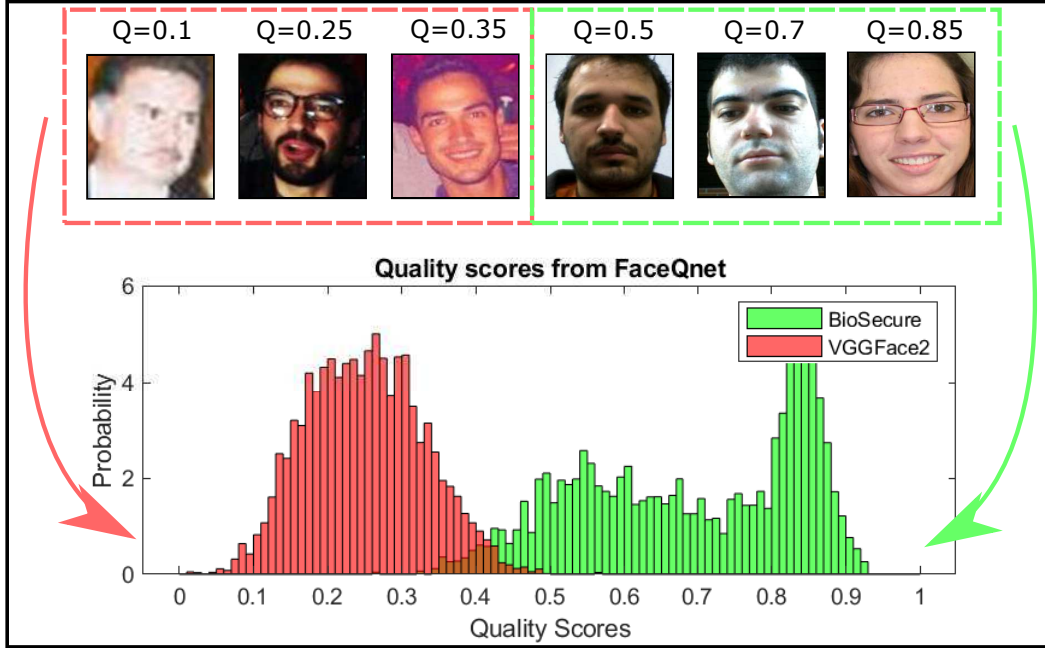 Q=0.1 Q=0.25 Q=0.35 Q=0.5 Q=0.7 Q=0.85
Quality scores from FaceQnet
6
BioSecure
VGGFace2
4
Probability
2
0
0 0.1 0.2 0.3 0.4 0.5 0.6 0.7 0.8 0.9 1
Quality Scores